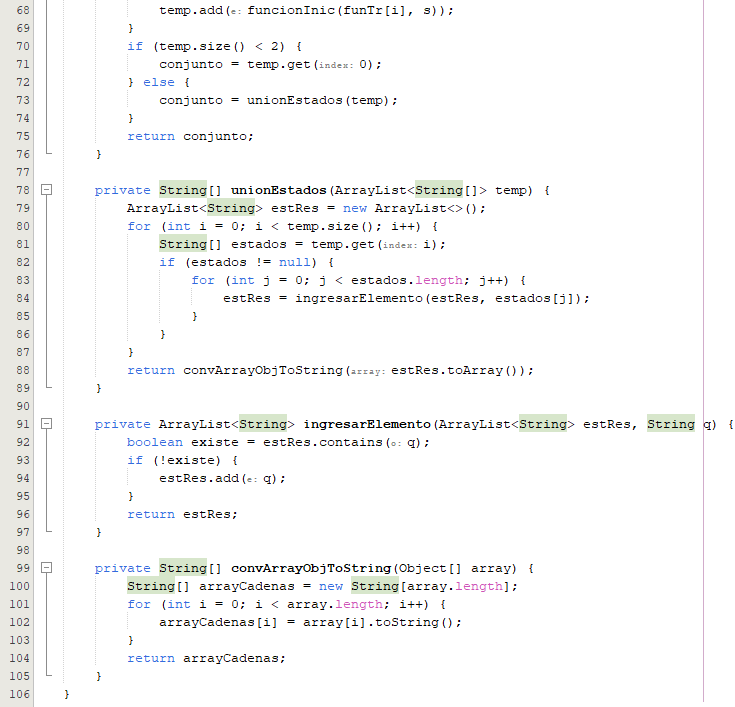 68 temp.add(e: funcionInic(funTr[i], s));
69 }
70 if (temp.size() < 2) {
71 conjunto = temp.get(index: 0);
72 } else {
73 conjunto = unionEstados(temp);
74 }
75 return conjunto;
76 }
77
78 private String[] unionEstados(ArrayList<String[]> temp) {
79 ArrayList<String> estRes = new ArrayList<>();
80 for (int i = 0; i < temp.size(); i++) {
81 String[] estados = temp.get(index: i);
82 if (estados != null) {
83 for (int j = 0; j < estados.length; j++) {
84 estRes = ingresarElemento(estRes, estados[j]);
85 }
86 }
87 }
88 return convArrayObjToString(array: estRes.toArray());
89 }
90
91 private ArrayList<String> ingresarElemento(ArrayList<String> estRes, String q) {
92 boolean existe = estRes.contains(o: q);
93 if (!existe) {
94 estRes.add(e: q);
95 }
96 return estRes;
97 }
98
99 private String[] convArrayObjToString(Object[] array) {
100 String[] arrayCadenas = new String[array.length];
101 for (int i = 0; i < array.length; i++) {
102 arrayCadenas[i] = array[i].toString();
103 }
104 return arrayCadenas;
105 }
106 }